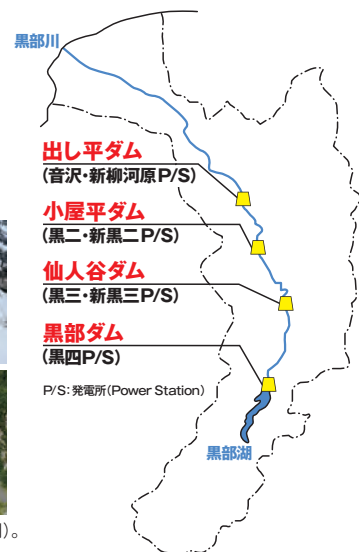 黒部川
出し平ダム
(音沢・新柳河原P/S)
小屋平ダム
(黒二・新黒二P/S)
仙人谷ダム
(黒三・新黒三P/S)
黒部ダム
(黒四P/S)
P/S:発電所(Power Station)
黒部湖
)。